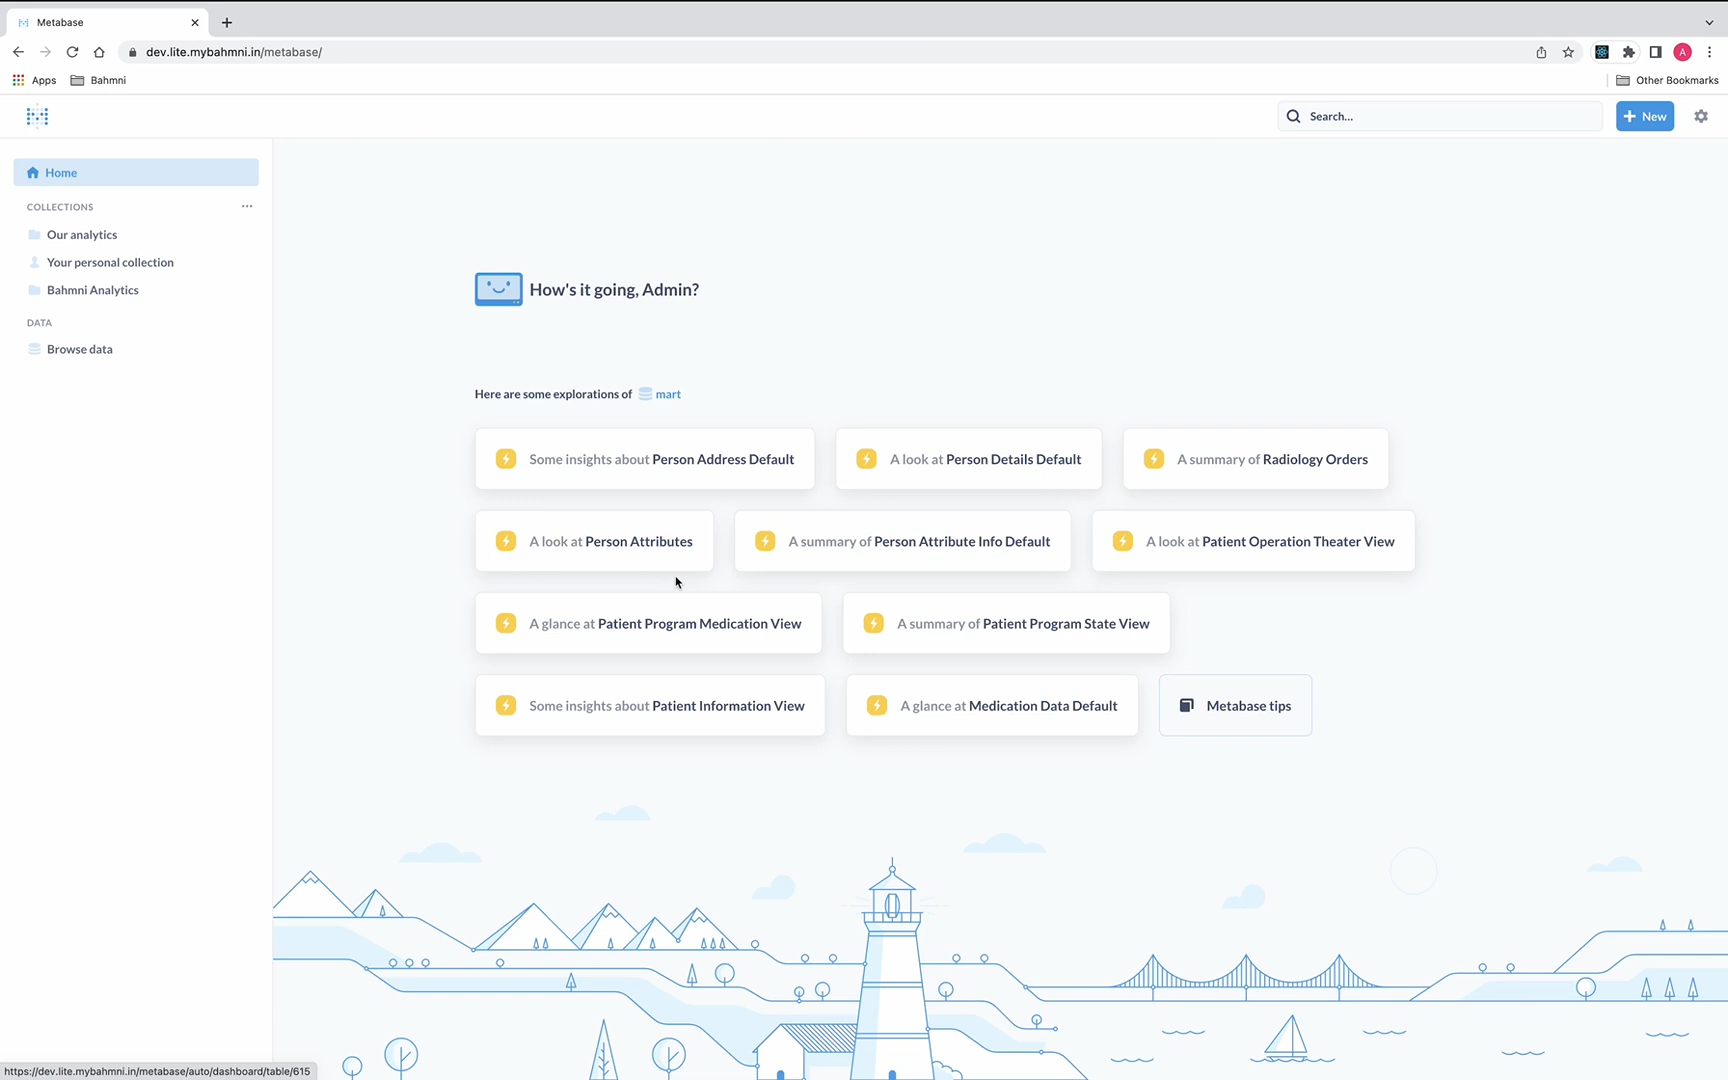 Metabase
dev.lite.mybahmni.in/metabase/
A
Apps
Bahmni
Other Bookmarks
Search...
New
Home
COLLECTIONS
Our analytics
Your personal collection
Bahmni Analytics
DATA
Browse data
How's it going, Admin?
Here are some explorations of mart
Some insights about Person Address Default
A look at Person Details Default
A summary of Radiology Orders
A look at Person Attributes
A summary of Person Attribute Info Default
A look at Patient Operation Theater View
A glance at Patient Program Medication View
A summary of Patient Program State View
Some insights about Patient Information View
A glance at Medication Data Default
Metabase tips
https://dev.lite.mybahmni.in/metabase/auto/dashboard/table/615